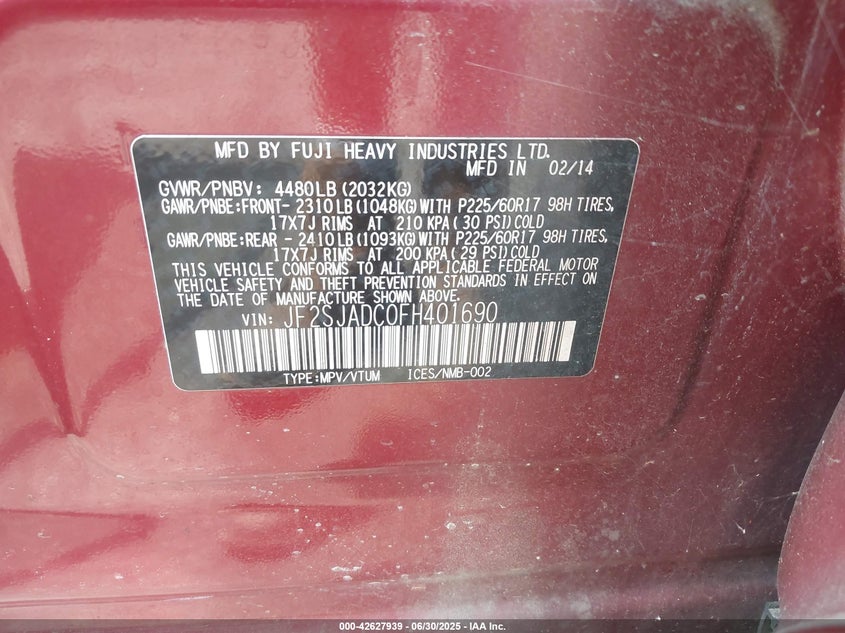 MFD BY FUJI HEAVY INDUSTRIES LTD.
MFD IN 02/14
GVWR/PNBV: 4480LB (2032KG)
GAWR/PNBE:FRONT- 2310LB (1048KG) WITH P225/60R17 98H TIRES,
17X7J RIMS AT 210 KPA (30 PSI) COLD
GAWR/PNBE:REAR - 2410LB (1093KG) WITH P225/60R17 98H TIRES,
17X7J RIMS AT 200 KPA (29 PSI) COLD
THIS VEHICLE CONFORMS TO ALL APPLICABLE FEDERAL MOTOR
VEHICLE SAFETY AND THEFT PREVENTION STANDARDS IN EFFECT ON
THE DATE OF MANUFACTURE SHOWN ABOVE.
VIN: JF2SJADC0FH401690
TYPE:MPV/VTUM ICES/NMB-002
000-42627939 - 06/30/2025 - IAA Inc.